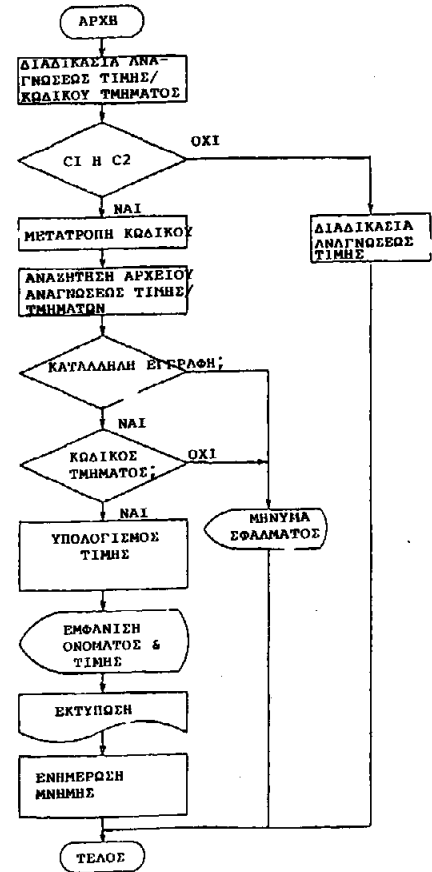 ΑΡΧΗ
ΔΙΑΔΙΚΑΣΙΑ ΑΝΑ-
ΓΝΩΣΕΩΣ ΤΙΜΗΣ/
ΚΩΔΙΚΟΥ ΤΜΗΜΑΤΟΣ
C1 Η C2
ΟΧΙ
ΝΑΙ
ΜΕΤΑΤΡΟΠΗ ΚΩΔΙΚΟΥ
ΔΙΑΔΙΚΑΣΙΑ
ΑΝΑΓΝΩΣΕΩΣ
ΤΙΜΗΣ
ΑΝΑΖΗΤΗΣΗ ΑΡΧΕΙΟΥ
ΑΝΑΓΝΩΣΕΩΣ ΤΙΜΗΣ/
ΤΜΗΜΑΤΩΝ
ΚΑΤΑΛΛΗΛΗ ΕΓΓΡΑΦΗ;
ΝΑΙ
ΚΩΔΙΚΟΣ
ΤΜΗΜΑΤΟΣ;
ΟΧΙ
ΝΑΙ
ΜΗΝΥΜΑ
ΣΦΑΛΜΑΤΟΣ
ΥΠΟΛΟΓΙΣΜΟΣ
ΤΙΜΗΣ
ΕΜΦΑΝΙΣΗ
ΟΝΟΜΑΤΟΣ &
ΤΙΜΗΣ
ΕΚΤΥΠΩΣΗ
ΕΝΗΜΕΡΩΣΗ
ΜΝΗΜΗΣ
ΤΕΛΟΣ